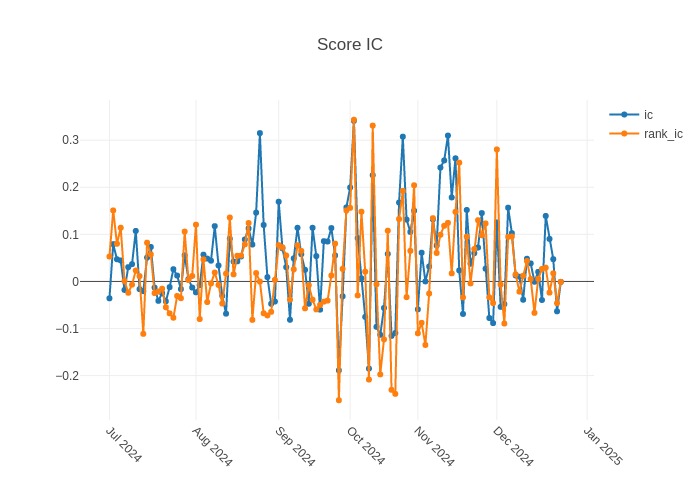 Score IC
ic
rank_ic
0.3
0.2
0.1
0
−0.1
−0.2
Jul 2024
Aug 2024
Sep 2024
Oct 2024
Nov 2024
Dec 2024
Jan 2025